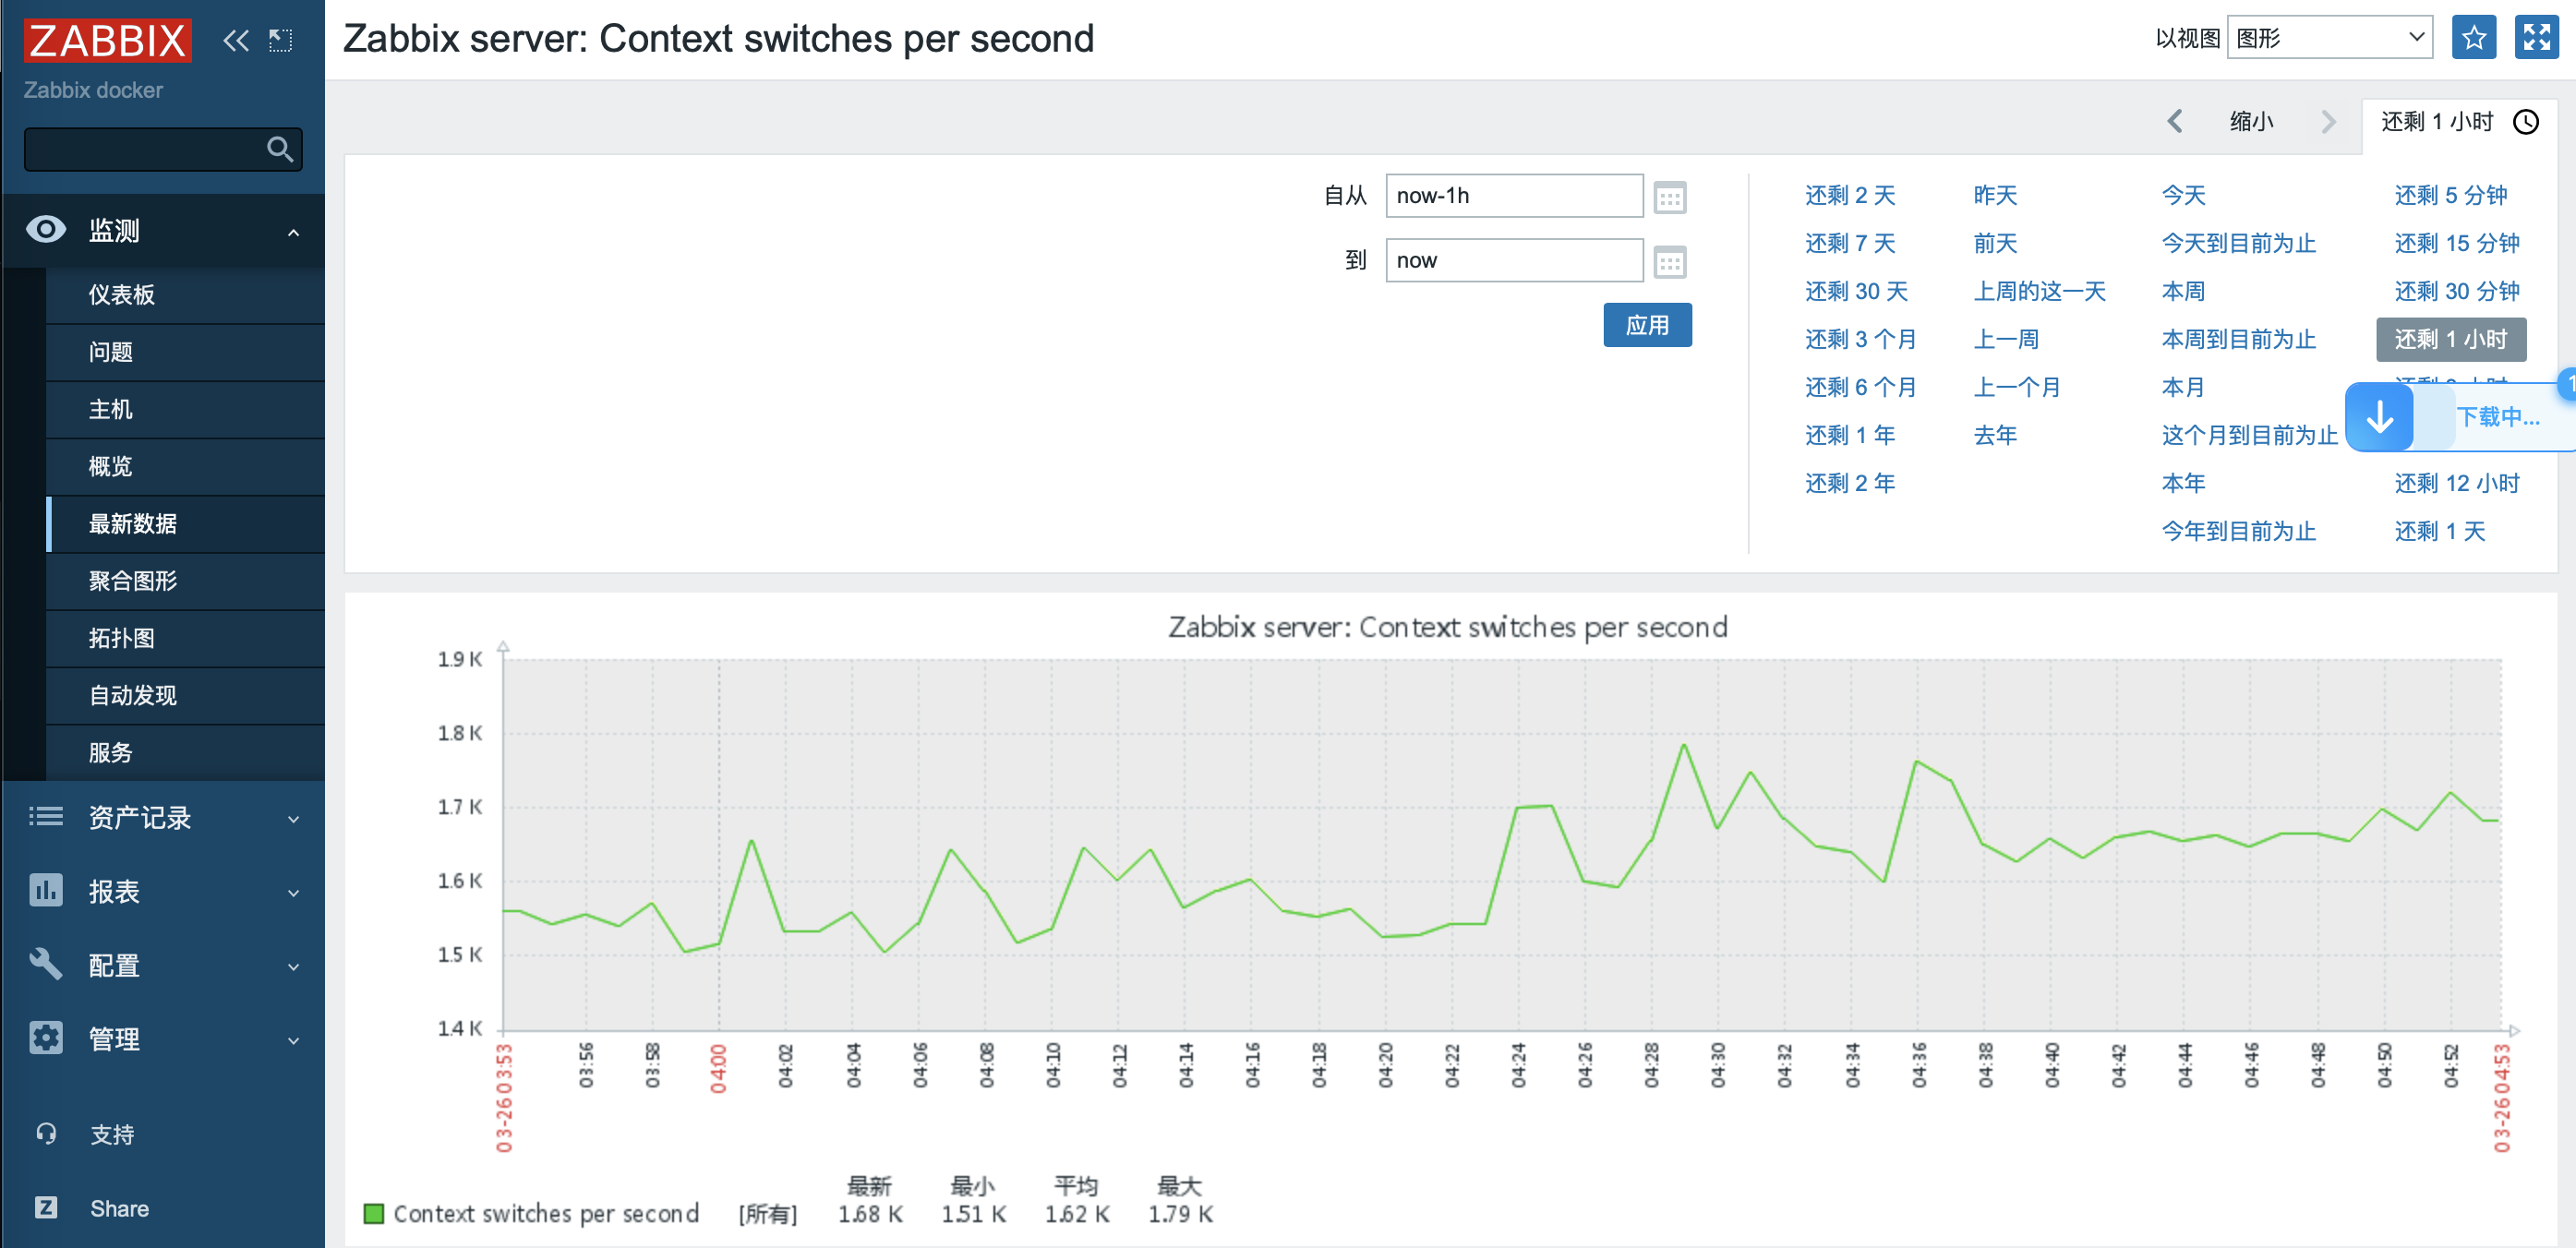 ZABBIX
Zabbix docker
监测
仪表板
问题
主机
概览
最新数据
聚合图形
拓扑图
自动发现
服务
资产记录
报表
配置
管理
支持
Share
Zabbix server: Context switches per second
以视图 图形
缩小 还剩 1 小时
自从 now-1h
到 now
应用
还剩 2 天 昨天 今天 还剩 5 分钟
还剩 7 天 前天 今天到目前为止 还剩 15 分钟
还剩 30 天 上周的这一天 本周 还剩 30 分钟
还剩 3 个月 上一周 本周到目前为止 还剩 1 小时
还剩 6 个月 上一个月 本月
还剩 1 年 去年 这个月到目前为止
还剩 2 年 本年 还剩 12 小时
今年到目前为止 还剩 1 天
1
下载中...
Zabbix server: Context switches per second
1.9 K
1.8 K
1.7 K
1.6 K
1.5 K
1.4 K
03-26 03:53 03:56 03:58 04:00 04:02 04:04 04:06 04:08 04:10 04:12 04:14 04:16 04:18 04:20 04:22 04:24 04:26 04:28 04:30 04:32 04:34 04:36 04:38 04:40 04:42 04:44 04:46 04:48 04:50 04:52 03-26 04:53
最新 最小 平均 最大
Context switches per second [所有] 1.68 K 1.51 K 1.62 K 1.79 K